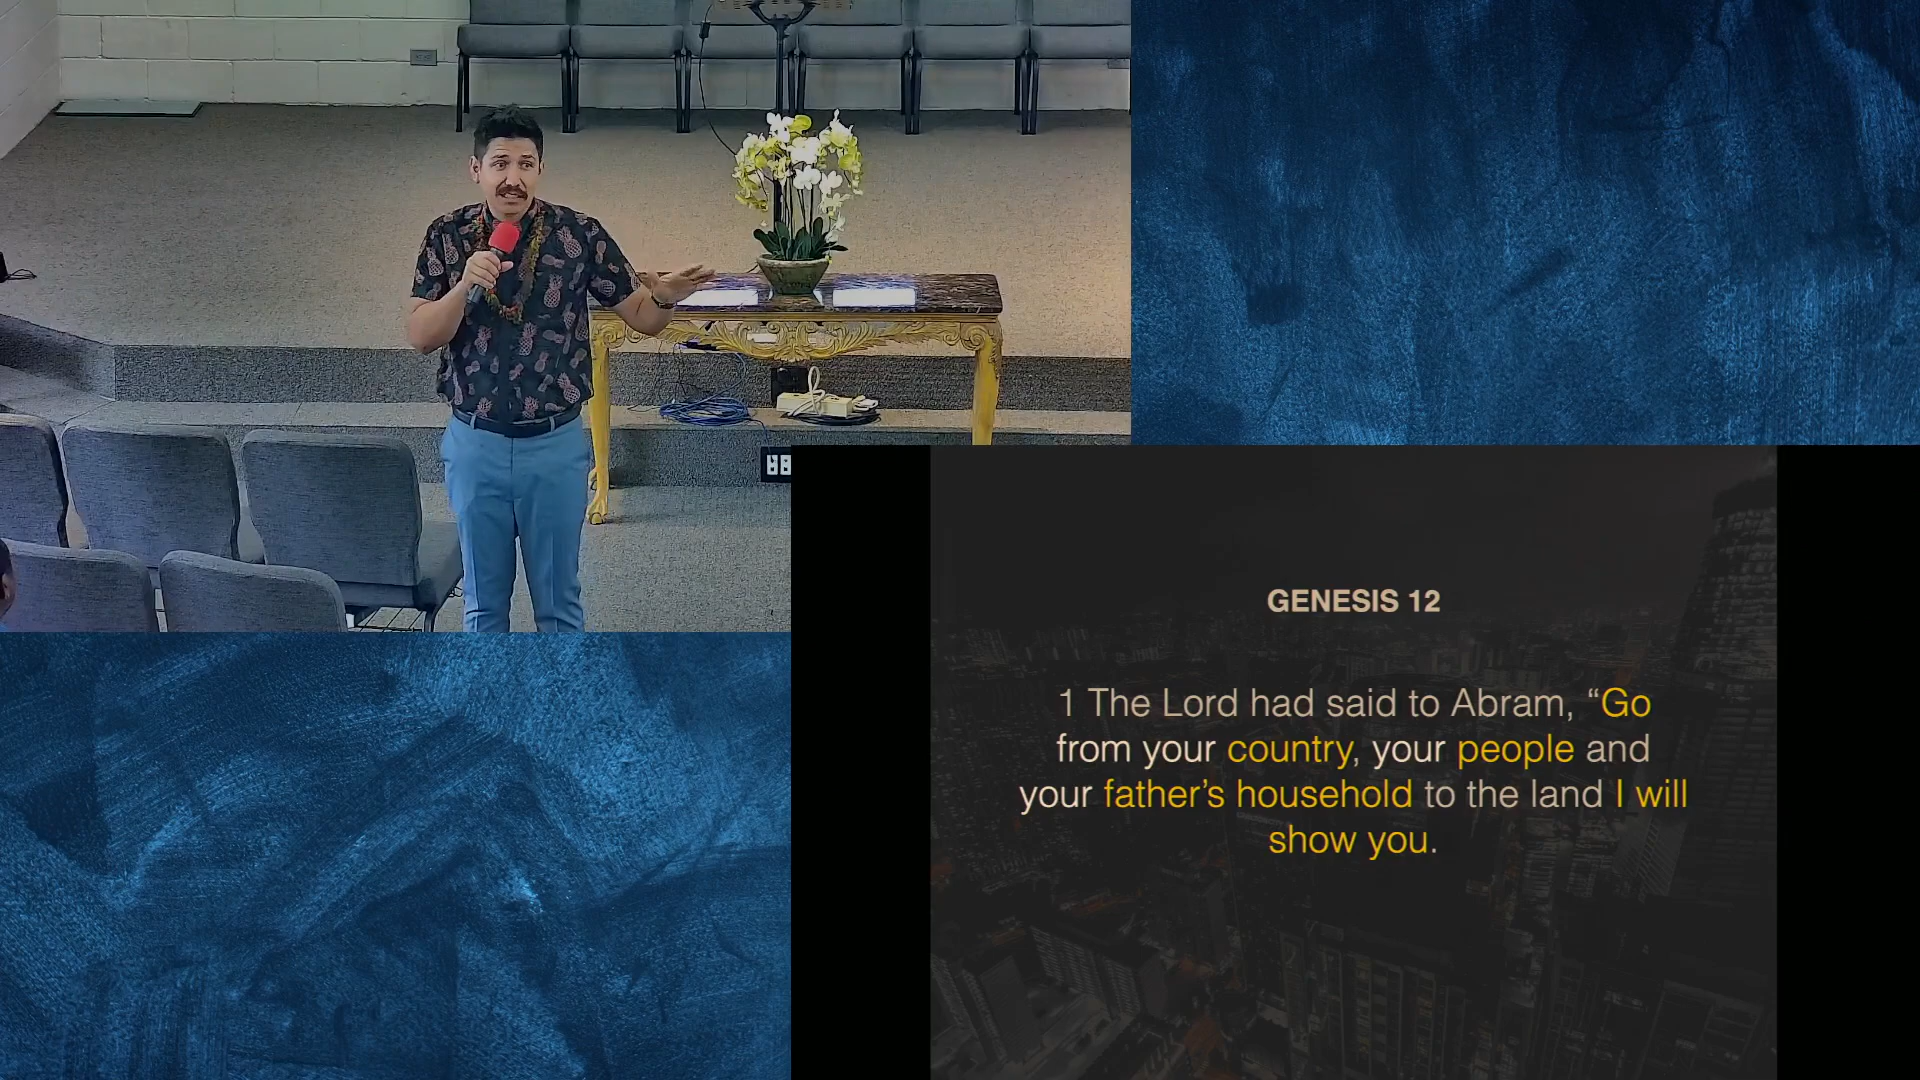 GENESIS 12
1 The Lord had said to Abram, “Go
from your country, your people and
your father’s household to the land I will
show you.